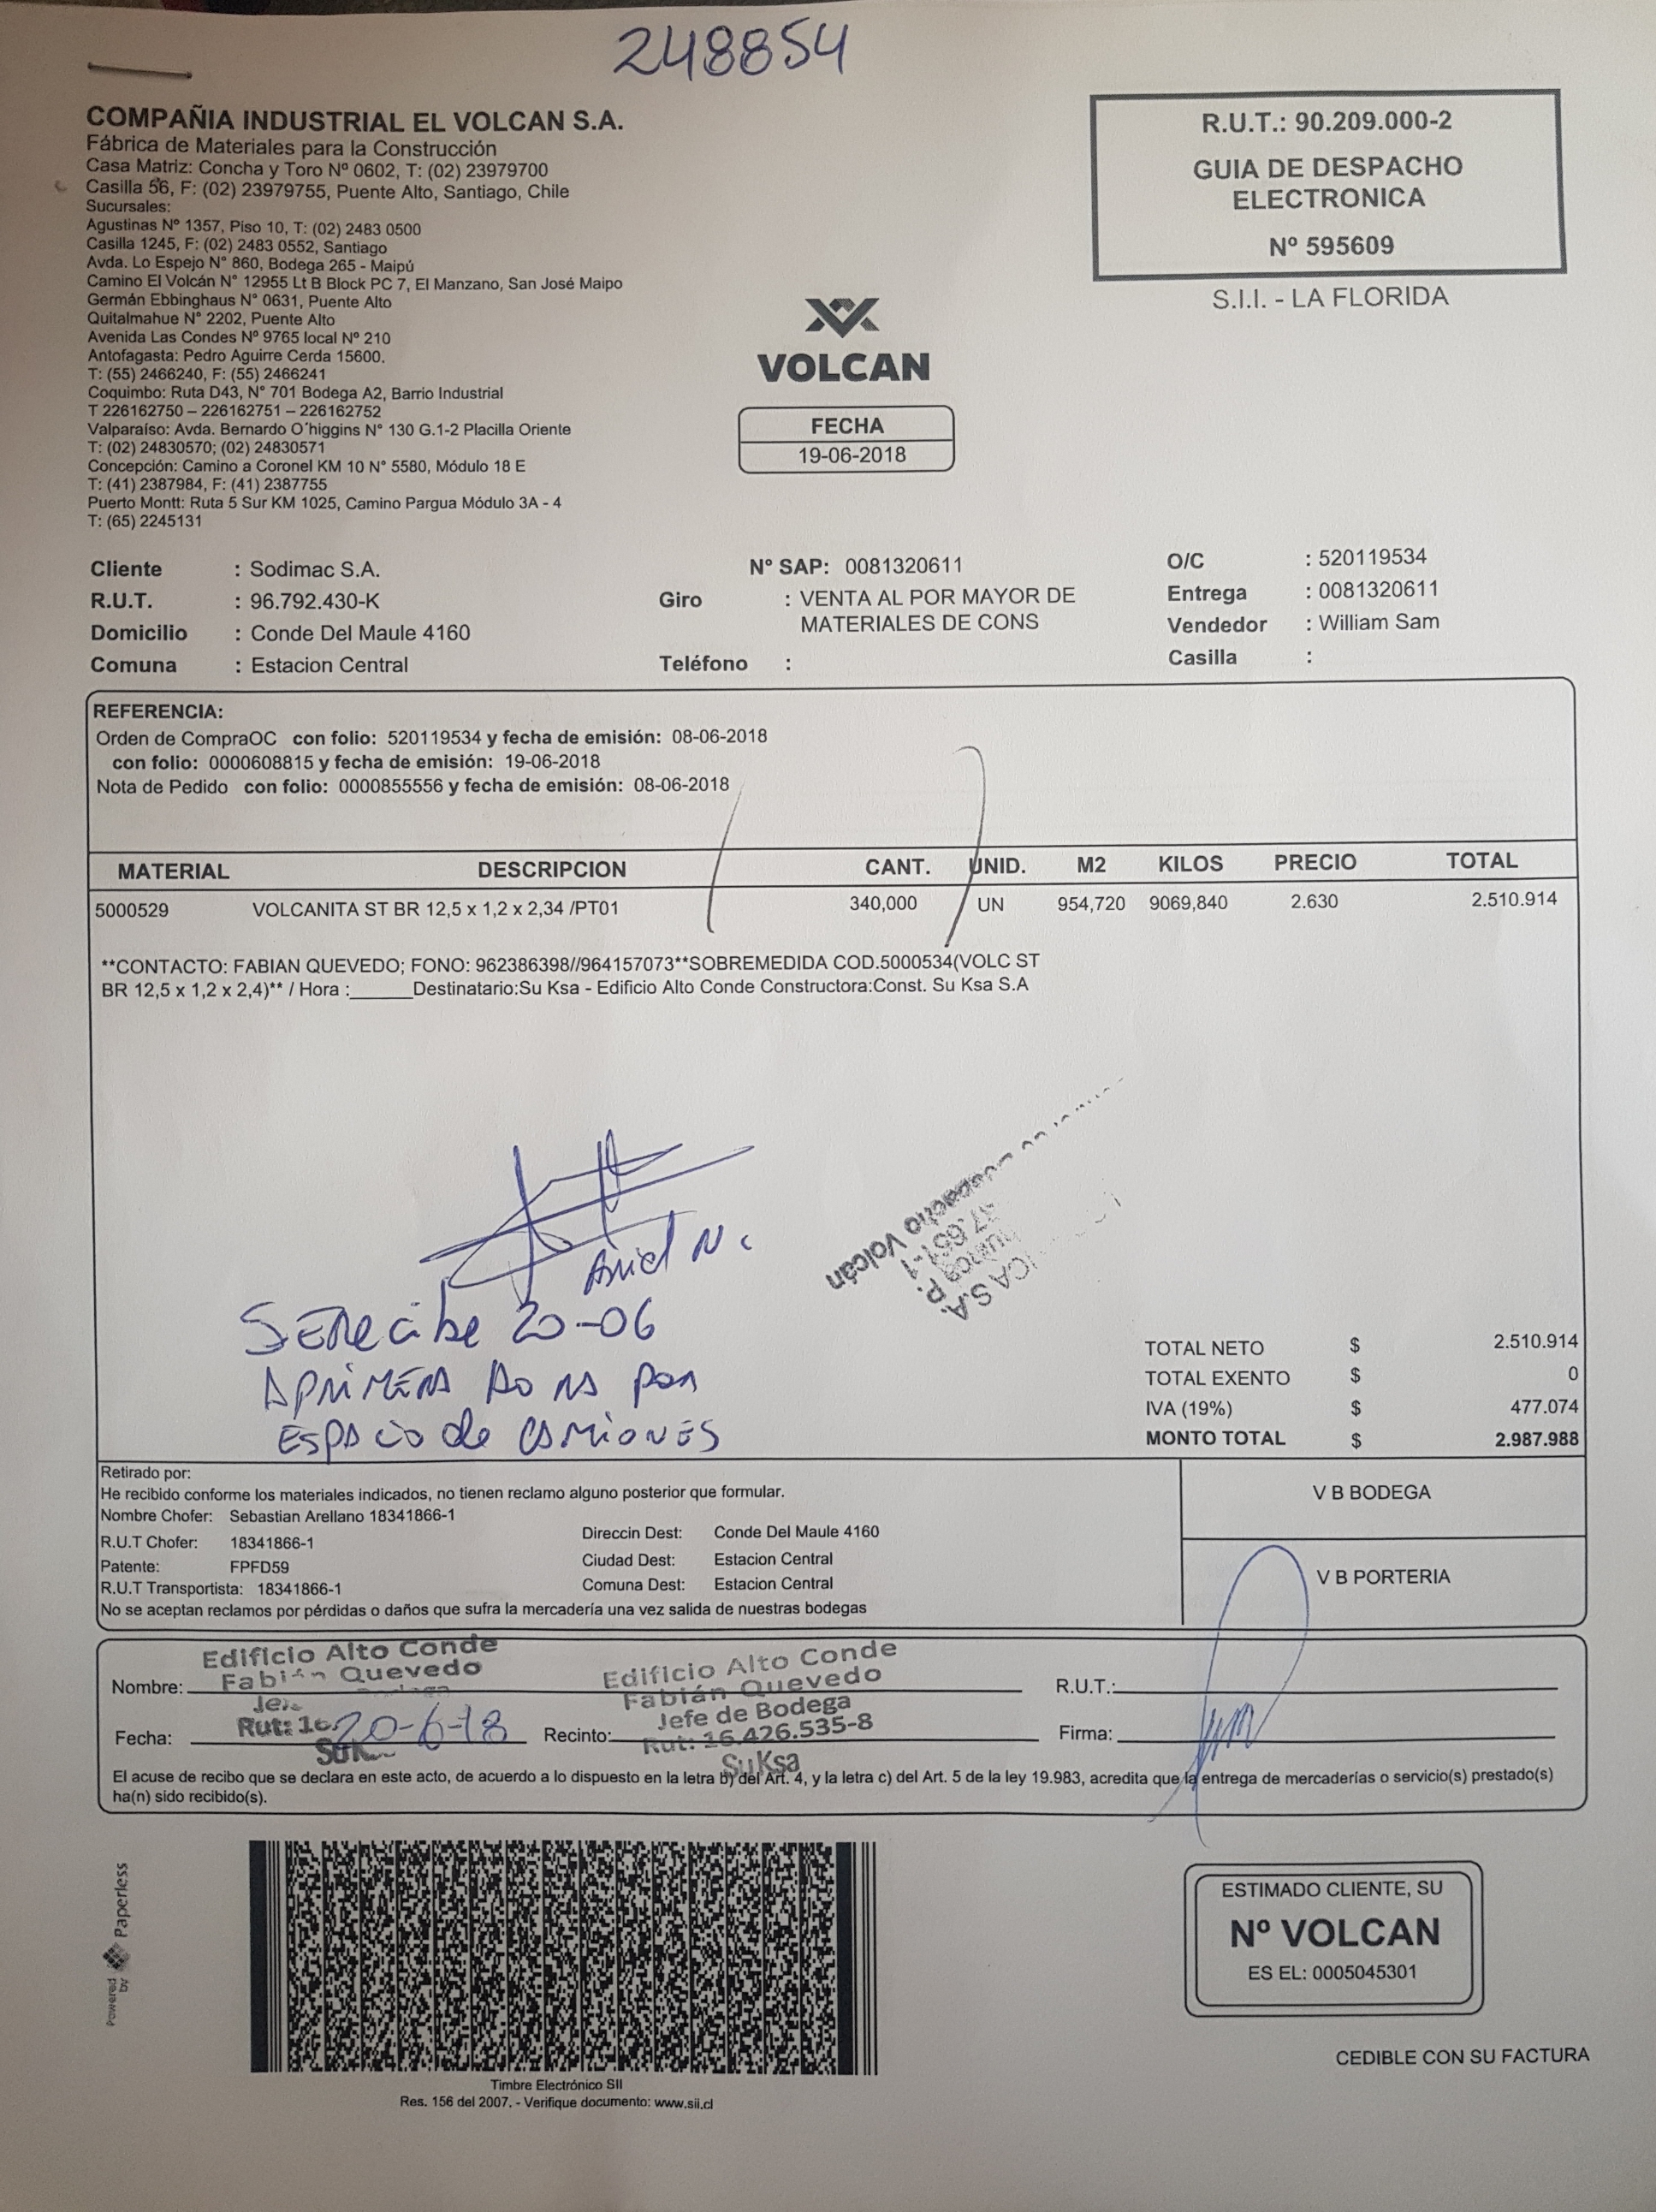 248854
COMPAÑIA INDUSTRIAL EL VOLCAN S.A.
Fábrica de Materiales para la Construcción
Casa Matriz: Concha y Toro Nº 0602, T: (02) 23979700
Casilla 56, F: (02) 23979755, Puente Alto, Santiago, Chile
Sucursales:
Agustinas Nº 1357, Piso 10, T: (02) 2483 0500
Casilla 1245, F: (02) 2483 0552, Santiago
Avda. Lo Espejo N° 860, Bodega 265 - Maipú
Camino El Volcán N° 12955 Lt B Block PC 7, El Manzano, San José Maipo
Germán Ebbinghaus N° 0631, Puente Alto
Quitalmahue N° 2202, Puente Alto
Avenida Las Condes Nº 9765 local Nº 210
Antofagasta: Pedro Aguirre Cerda 15600.
T: (55) 2466240, F: (55) 2466241
Coquimbo: Ruta D43, N° 701 Bodega A2, Barrio Industrial
T 226162750 – 226162751 – 226162752
Valparaíso: Avda. Bernardo O´higgins N° 130 G.1-2 Placilla Oriente
T: (02) 24830570; (02) 24830571
Concepción: Camino a Coronel KM 10 N° 5580, Módulo 18 E
T: (41) 2387984, F: (41) 2387755
Puerto Montt: Ruta 5 Sur KM 1025, Camino Pargua Módulo 3A - 4
T: (65) 2245131
R.U.T.: 90.209.000-2
GUIA DE DESPACHO
ELECTRONICA
Nº 595609
S.I.I. - LA FLORIDA
VOLCAN
FECHA
19-06-2018
Cliente : Sodimac S.A.
R.U.T. : 96.792.430-K
Domicilio : Conde Del Maule 4160
Comuna : Estacion Central
N° SAP: 0081320611
Giro : VENTA AL POR MAYOR DE
MATERIALES DE CONS
Teléfono :
O/C : 520119534
Entrega : 0081320611
Vendedor : William Sam
Casilla :
REFERENCIA:
Orden de CompraOC con folio: 520119534 y fecha de emisión: 08-06-2018
con folio: 0000608815 y fecha de emisión: 19-06-2018
Nota de Pedido con folio: 0000855556 y fecha de emisión: 08-06-2018
MATERIAL DESCRIPCION CANT. UNID. M2 KILOS PRECIO TOTAL
5000529 VOLCANITA ST BR 12,5 x 1,2 x 2,34 /PT01 340,000 UN 954,720 9069,840 2.630 2.510.914
**CONTACTO: FABIAN QUEVEDO; FONO: 962386398//964157073**SOBREMEDIDA COD.5000534(VOLC ST
BR 12,5 x 1,2 x 2,4)** / Hora :______Destinatario:Su Ksa - Edificio Alto Conde Constructora:Const. Su Ksa S.A
Ariel N.
SE Recibe 20-06
A PRIMERA HORA POR
ESPACIO de CAMIONES
Despacho Volcán
TOTAL NETO $ 2.510.914
TOTAL EXENTO $ 0
IVA (19%) $ 477.074
MONTO TOTAL $ 2.987.988
Retirado por:
He recibido conforme los materiales indicados, no tienen reclamo alguno posterior que formular.
Nombre Chofer: Sebastian Arellano 18341866-1
R.U.T Chofer: 18341866-1
Patente: FPFD59
R.U.T Transportista: 18341866-1
Direccin Dest: Conde Del Maule 4160
Ciudad Dest: Estacion Central
Comuna Dest: Estacion Central
No se aceptan reclamos por pérdidas o daños que sufra la mercadería una vez salida de nuestras bodegas
V B BODEGA
V B PORTERIA
Edificio Alto Conde
Fabián Quevedo
Edificio Alto Conde
Fabián Quevedo
Jefe de Bodega
Rut: 16.426.535-8
SuKsa
Nombre:
R.U.T.:
Fecha: 20-6-18
Recinto:
Firma:
El acuse de recibo que se declara en este acto, de acuerdo a lo dispuesto en la letra b) del Art. 4, y la letra c) del Art. 5 de la ley 19.983, acredita que la entrega de mercaderías o servicio(s) prestado(s)
ha(n) sido recibido(s).
Powered by Paperless
Timbre Electrónico SII
Res. 156 del 2007. - Verifique documento: www.sii.cl
ESTIMADO CLIENTE, SU
Nº VOLCAN
ES EL: 0005045301
CEDIBLE CON SU FACTURA